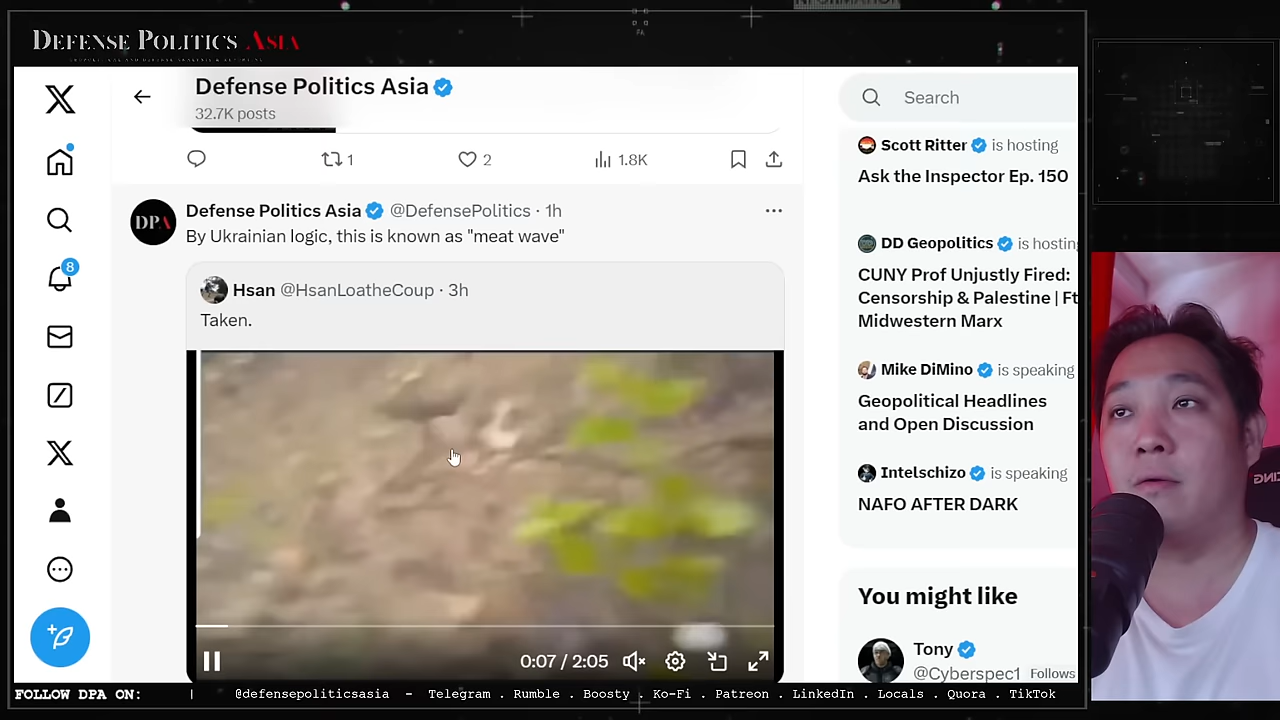 DEFENSE POLITICS ASIA
Defense Politics Asia
32.7K posts
1
2
1.8K
Defense Politics Asia @DefensePolitics · 1h
By Ukrainian logic, this is known as "meat wave"
DPA
Hsan @HsanLoatheCoup · 3h
Taken.
0:07 / 2:05
8
Search
Scott Ritter is hosting
Ask the Inspector Ep. 150
DD Geopolitics is hosting
CUNY Prof Unjustly Fired:
Censorship & Palestine | Ft
Midwestern Marx
Mike DiMino is speaking
Geopolitical Headlines
and Open Discussion
Intelschizo is speaking
NAFO AFTER DARK
You might like
Tony
@Cyberspec1 Follows
FOLLOW DPA ON: | @defensepoliticsasia - Telegram . Rumble . Boosty . Ko-Fi . Patreon . LinkedIn . Locals . Quora . TikTok